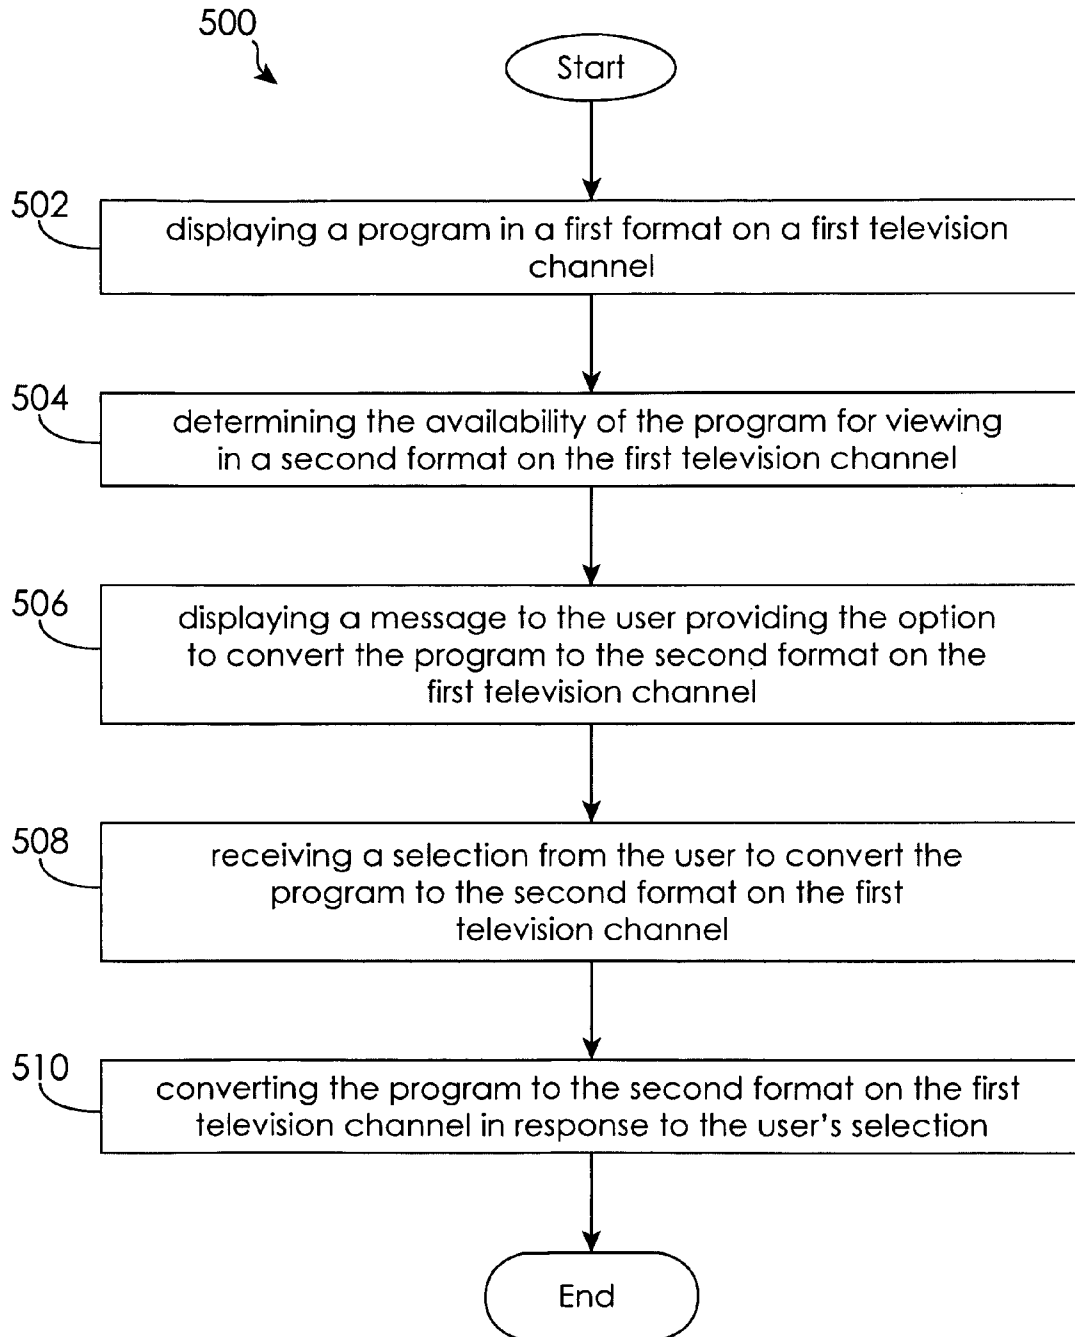 500
Start
502
displaying a program in a first format on a first television
channel
504
determining the availability of the program for viewing
in a second format on the first television channel
506
displaying a message to the user providing the option
to convert the program to the second format on the
first television channel
508
receiving a selection from the user to convert the
program to the second format on the first
television channel
510
converting the program to the second format on the first
television channel in response to the user's selection
End